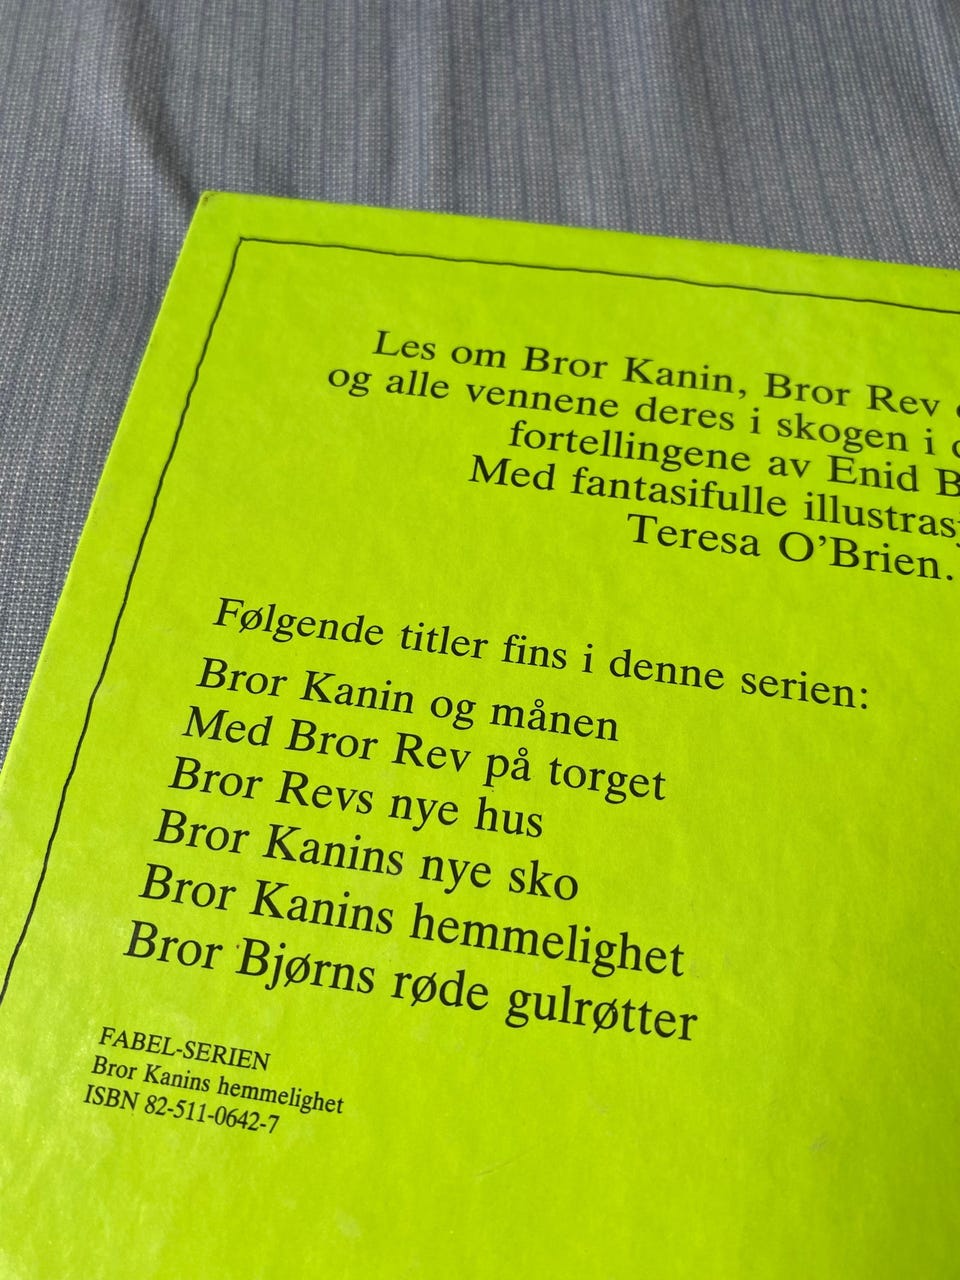 Les om Bror Kanin, Bror Rev
og alle vennene deres i skogen i
fortellingene av Enid
Med fantasifulle
Teresa O'Brien.
Følgende titler fins i denne serien:
Bror Kanin og månen
Med Bror Rev på torget
Bror Revs nye hus
Bror Kanins nye sko
Bror Kanins hemmelighet
Bror Bjørns røde gulrøtter
FABEL-SERIEN
Bror Kanins hemmelighet
ISBN 82-511-0642-7